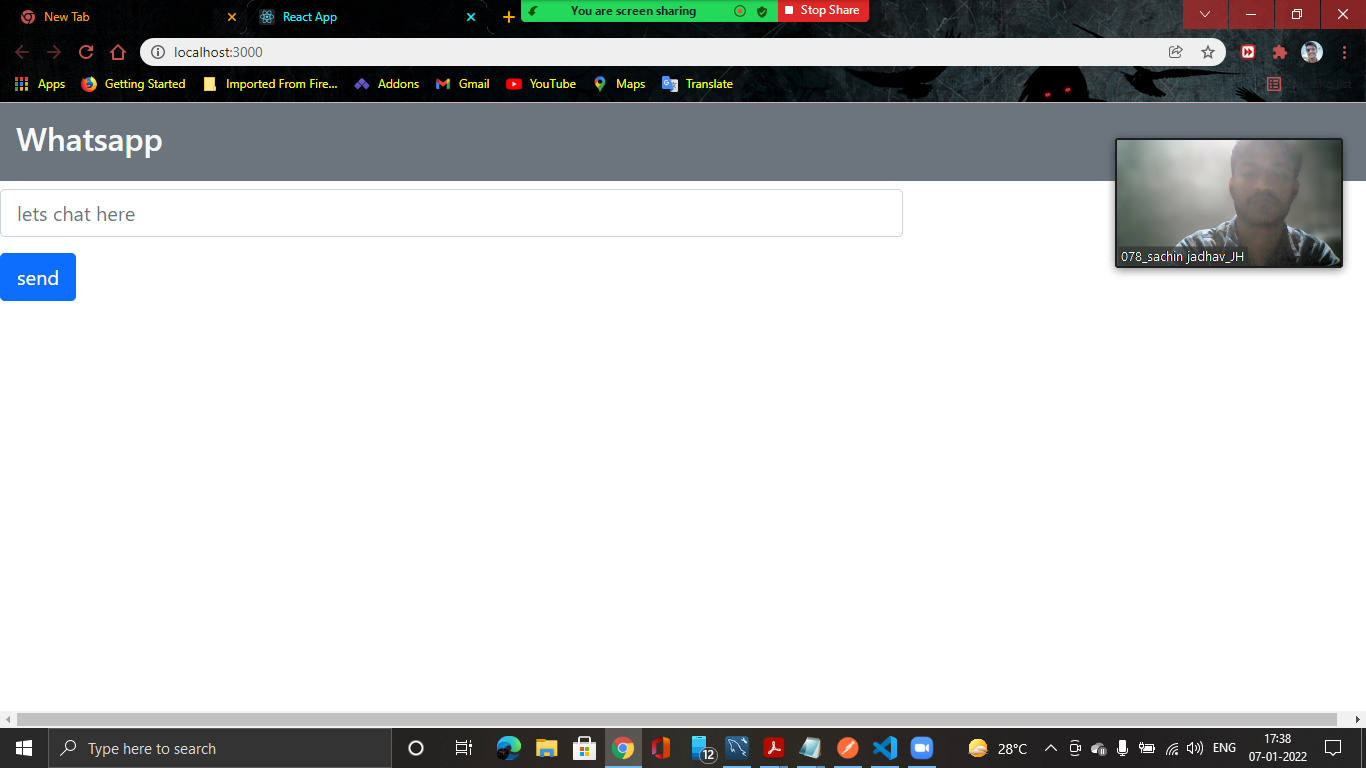 New Tab
React App
You are screen sharing
Stop Share
localhost:3000
Apps
Getting Started
Imported From Fire...
Addons
Gmail
YouTube
Maps
Translate
Whatsapp
lets chat here
078_sachin jadhav_JH
send
Type here to search
12
28°C
ENG
17:38
07-01-2022